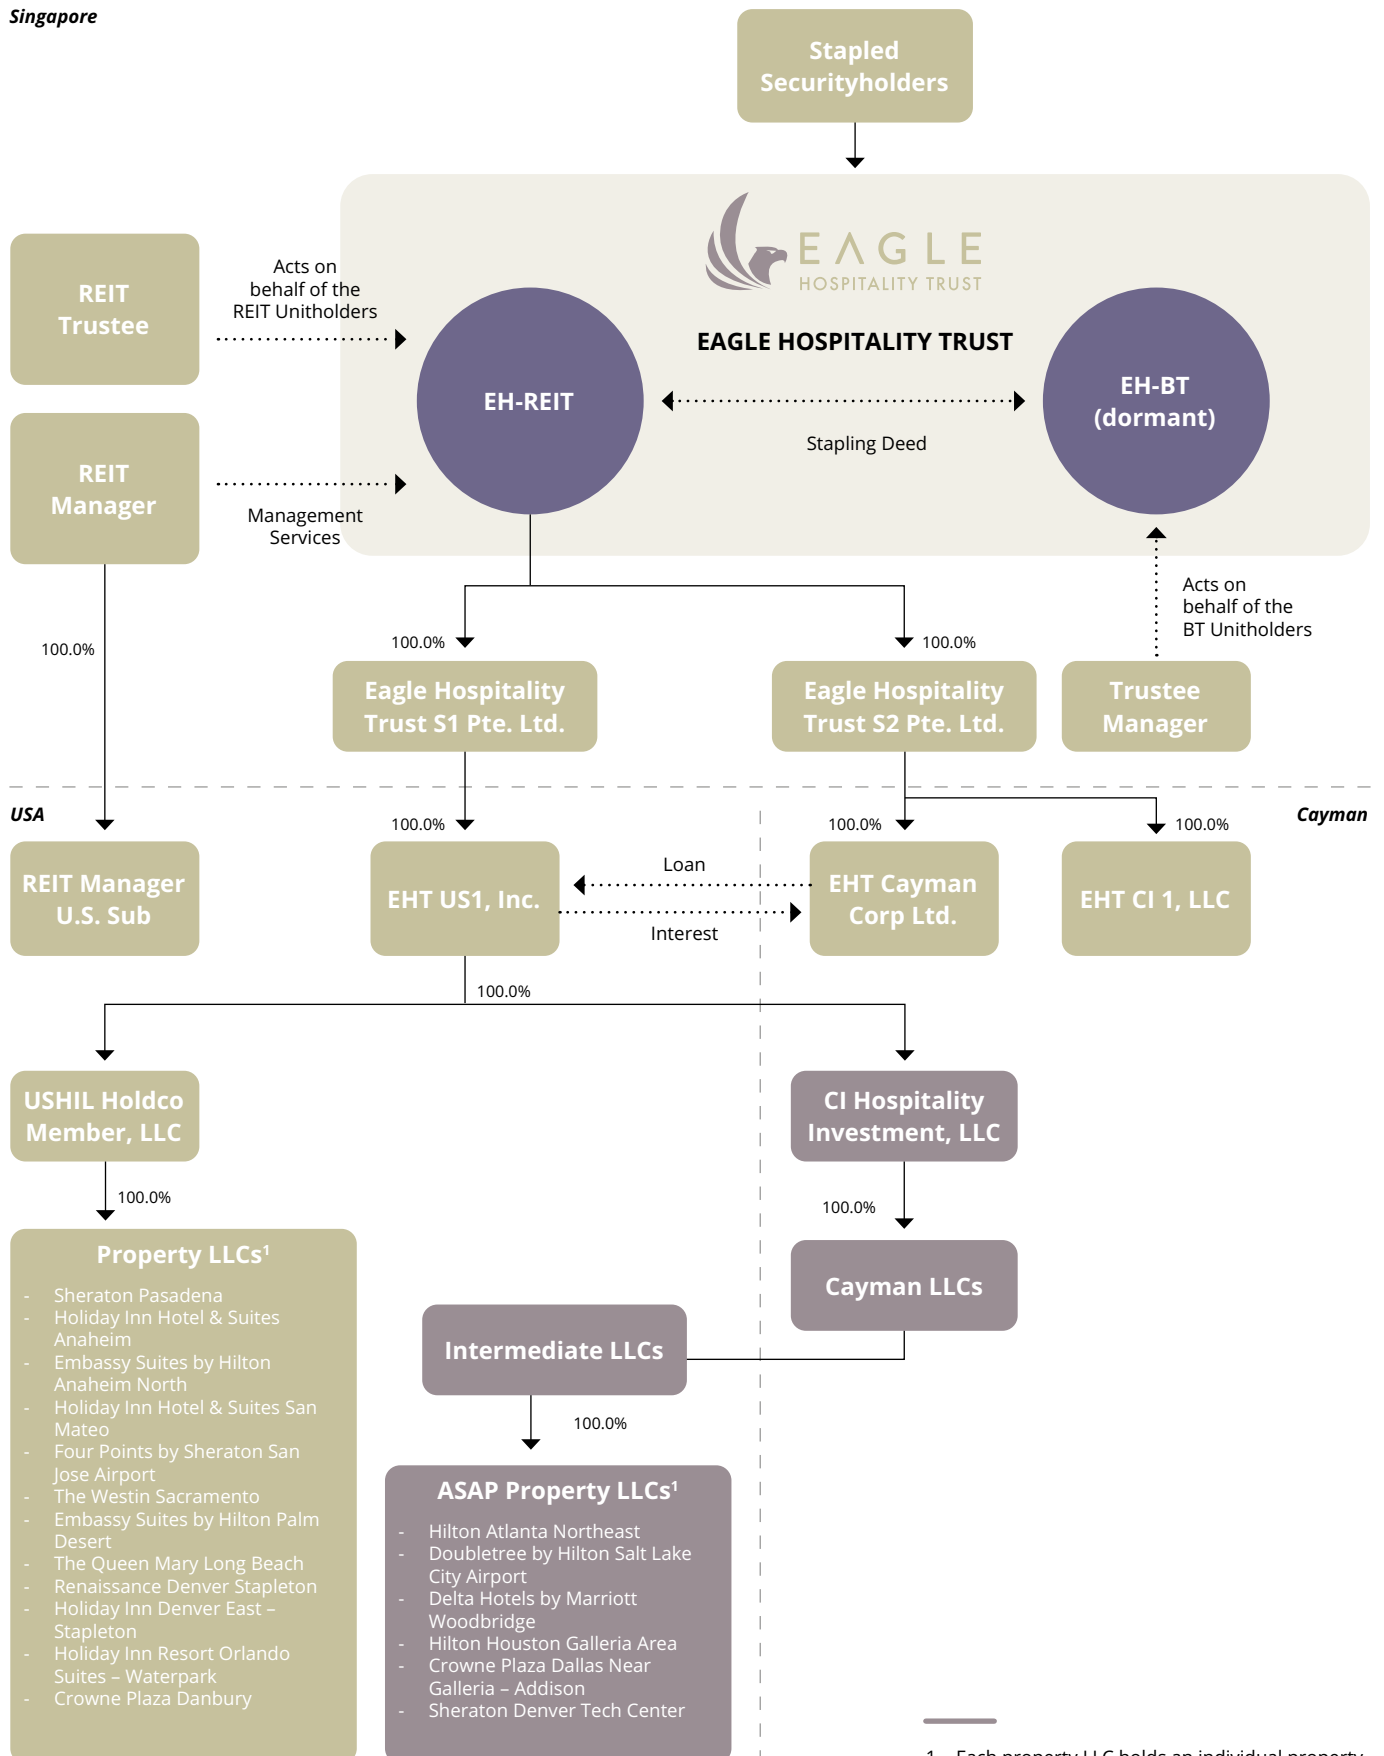 Singapore
Stapled
Securityholders
EAGLE
HOSPITALITY TRUST
REIT
Trustee
Acts on
behalf of the
REIT Unitholders
EAGLE HOSPITALITY TRUST
EH-REIT
EH-BT
(dormant)
Stapling Deed
REIT
Manager
Management
Services
Acts on
behalf of the
BT Unitholders
100.0%
100.0%
100.0%
Eagle Hospitality
Trust S1 Pte. Ltd.
Eagle Hospitality
Trust S2 Pte. Ltd.
Trustee
Manager
USA
Cayman
100.0%
100.0%
100.0%
REIT Manager
U.S. Sub
EHT US1, Inc.
Loan
Interest
EHT Cayman
Corp Ltd.
EHT CI 1, LLC
100.0%
USHIL Holdco
Member, LLC
CI Hospitality
Investment, LLC
100.0%
100.0%
Property LLCs¹
- Sheraton Pasadena
- Holiday Inn Hotel & Suites
Anaheim
- Embassy Suites by Hilton
Anaheim North
- Holiday Inn Hotel & Suites San
Mateo
- Four Points by Sheraton San
Jose Airport
- The Westin Sacramento
- Embassy Suites by Hilton Palm
Desert
- The Queen Mary Long Beach
- Renaissance Denver Stapleton
- Holiday Inn Denver East –
Stapleton
- Holiday Inn Resort Orlando
Suites – Waterpark
- Crowne Plaza Danbury
Cayman LLCs
Intermediate LLCs
100.0%
ASAP Property LLCs¹
- Hilton Atlanta Northeast
- Doubletree by Hilton Salt Lake
City Airport
- Delta Hotels by Marriott
Woodbridge
- Hilton Houston Galleria Area
- Crowne Plaza Dallas Near
Galleria – Addison
- Sheraton Denver Tech Center
1 Each property LLC holds an individual property